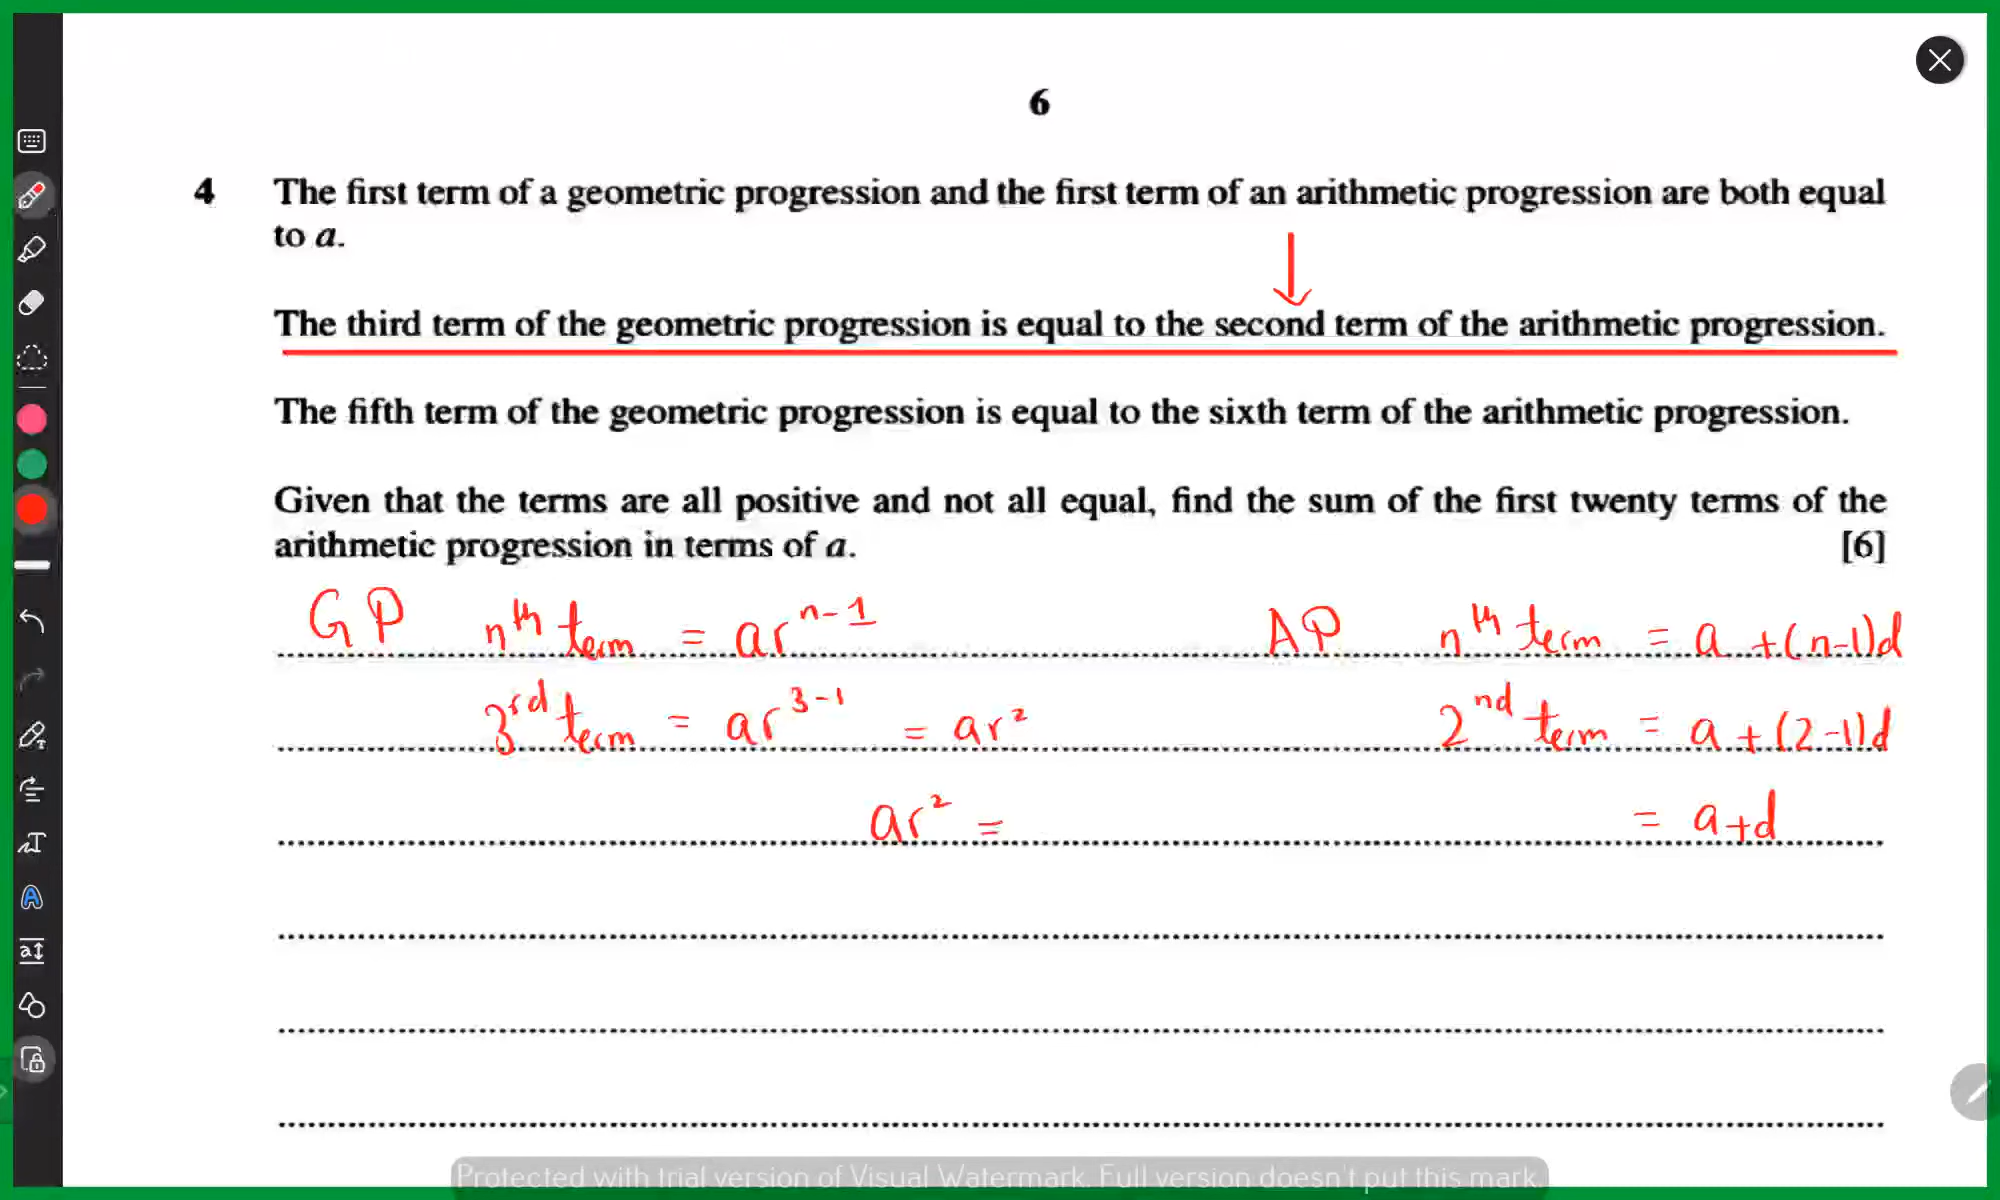 6
4 The first term of a geometric progression and the first term of an arithmetic progression are both equal
to a.
The third term of the geometric progression is equal to the second term of the arithmetic progression.
The fifth term of the geometric progression is equal to the sixth term of the arithmetic progression.
Given that the terms are all positive and not all equal, find the sum of the first twenty terms of the
arithmetic progression in terms of a. [6]
GP nth term = ar^n-1 AP nth term = a+(n-1)d
3rd term = ar^3-1 = ar² 2nd term = a+(2-1)d
ar² = = a+d
Protected with trial version of Visual Watermark. Full version doesn't put this mark.